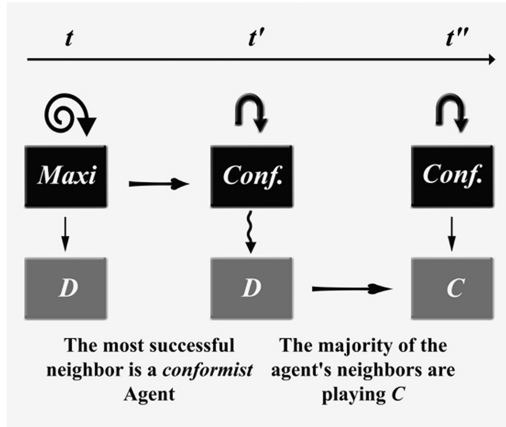 t t' t''
Maxi Conf. Conf.
D D C
The most successful
neighbor is a conformist
Agent
The majority of the
agent's neighbors are
playing C